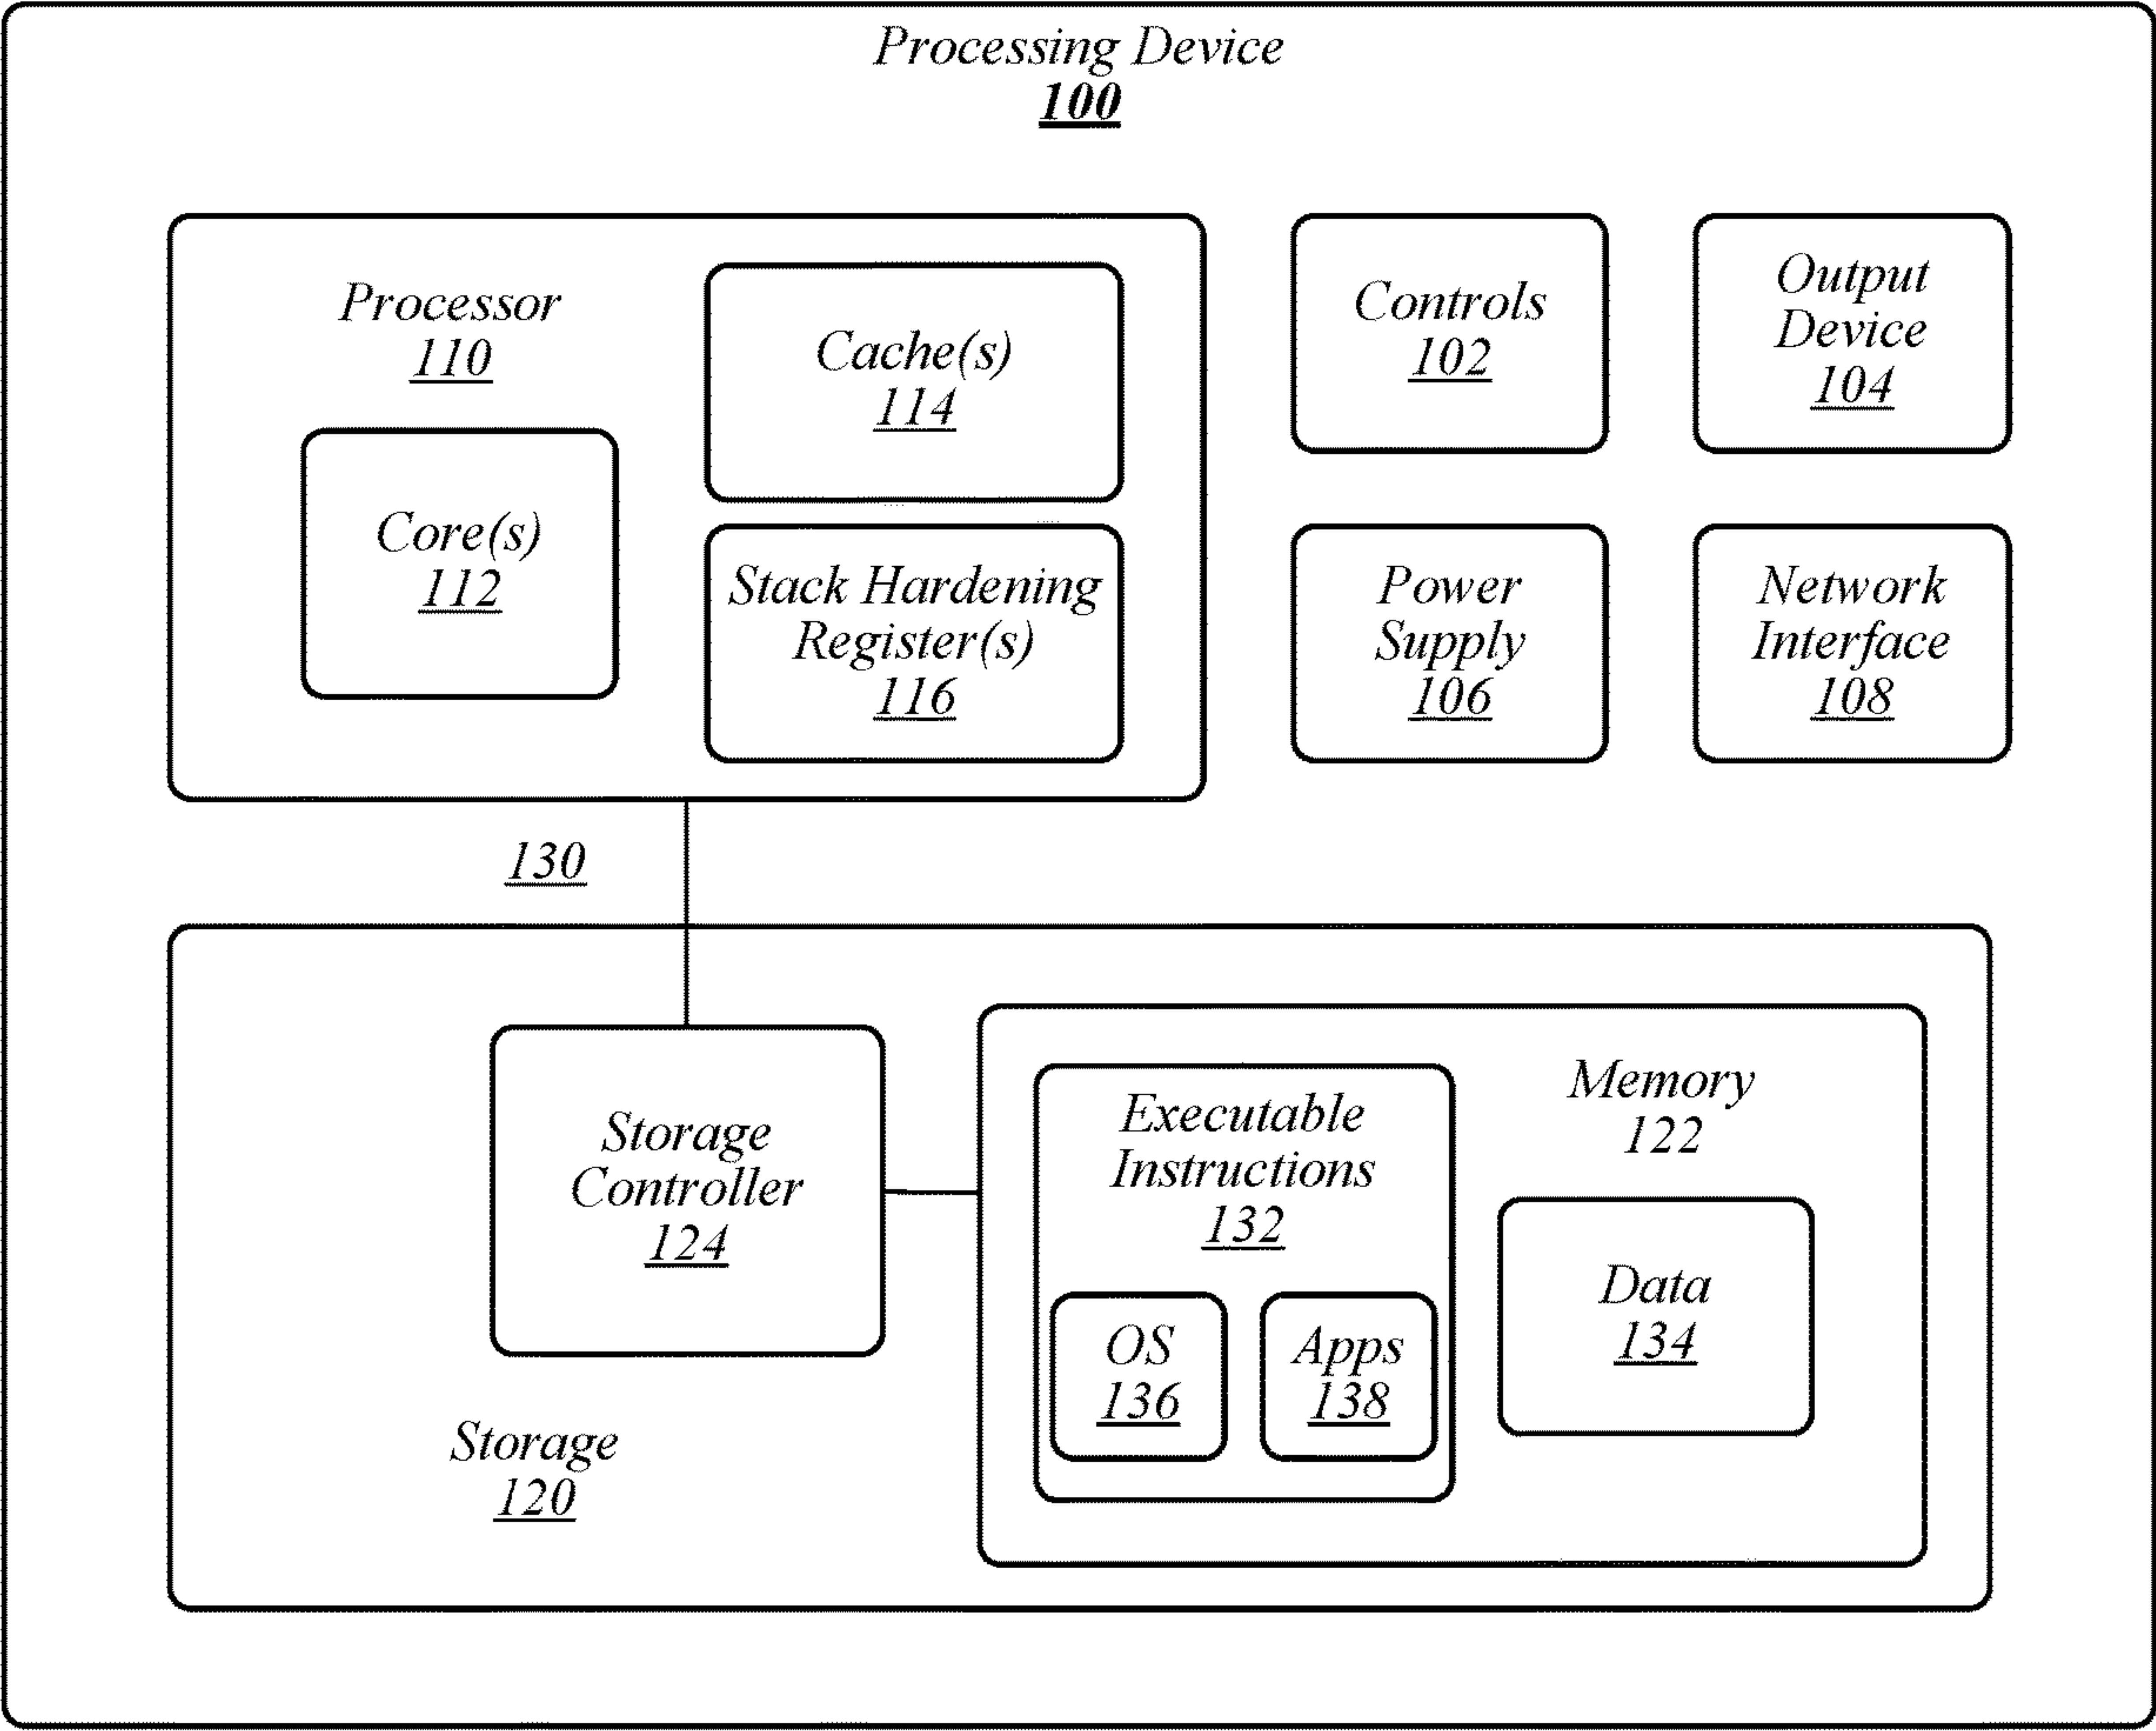 Processing Device
100
Processor
110
Cache(s)
114
Core(s)
112
Stack Hardening
Register(s)
116
Controls
102
Output
Device
104
Power
Supply
106
Network
Interface
108
130
Storage
Controller
124
Storage
120
Memory
122
Executable
Instructions
132
OS
136
Apps
138
Data
134